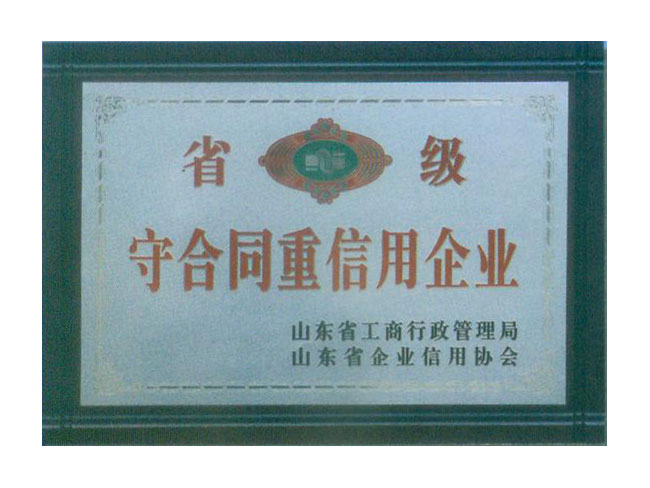 省 级
守合同重信用企业
山东省工商行政管理局
山东省企业信用协会